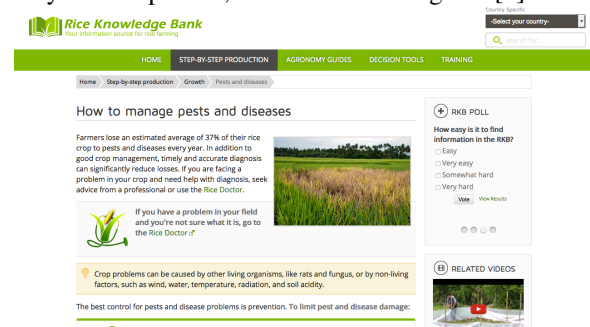 Country Specific
Rice Knowledge Bank
Your information source for rice farming
-Select your country-
search for...
HOME STEP-BY-STEP PRODUCTION AGRONOMY GUIDES DECISION TOOLS TRAINING
Home Step-by-step production Growth Pests and diseases
How to manage pests and diseases
Farmers lose an estimated average of 37% of their rice
crop to pests and diseases every year. In addition to
good crop management, timely and accurate diagnosis
can significantly reduce losses. If you are facing a
problem in your crop and need help with diagnosis, seek
advice from a professional or use the Rice Doctor.
If you have a problem in your field
and you're not sure what it is, go to
the Rice Doctor
Crop problems can be caused by other living organisms, like rats and fungus, or by non-living
factors, such as wind, water, temperature, radiation, and soil acidity.
The best control for pests and disease problems is prevention. To limit pest and disease damage:
RKB POLL
How easy is it to find
information in the RKB?
Easy
Very easy
Somewhat hard
Very hard
Vote View Results
RELATED VIDEOS